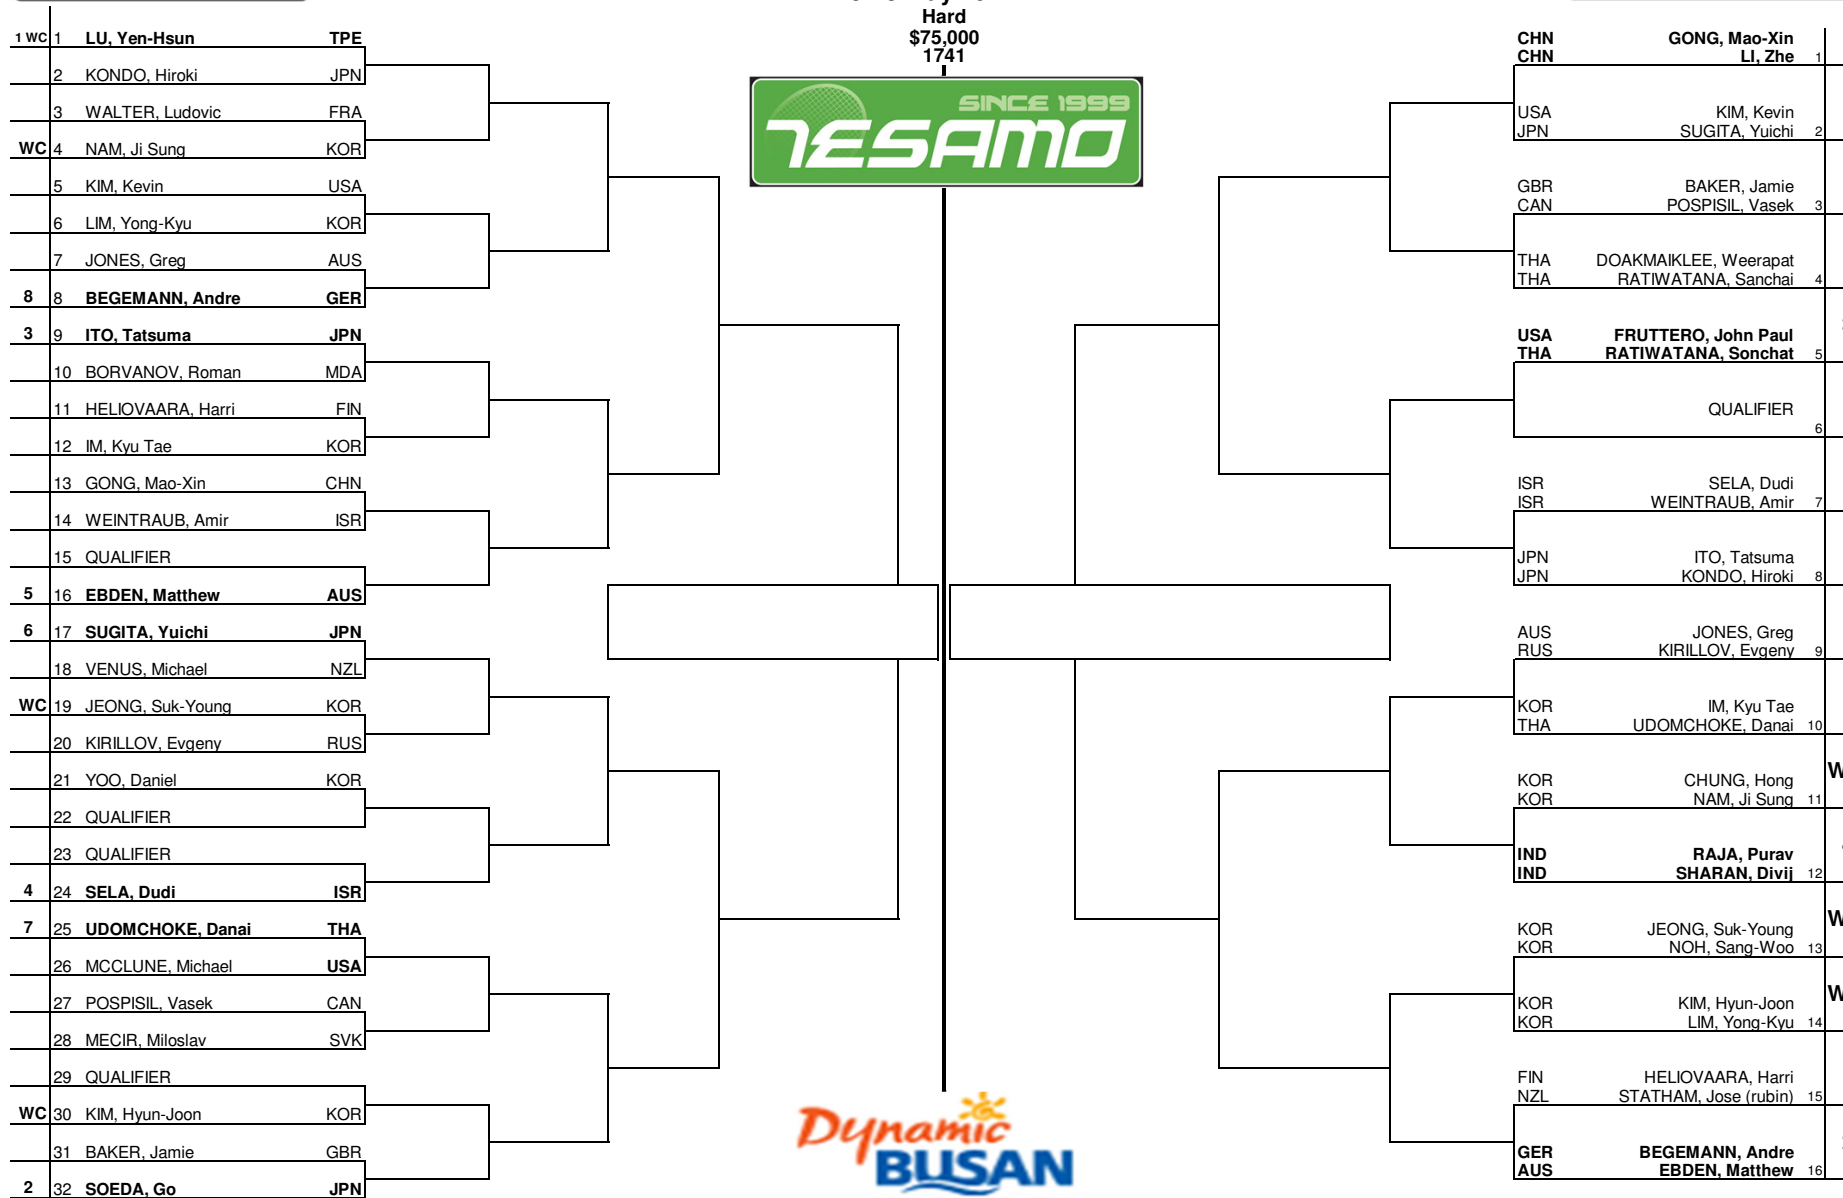 Hard
$75,000
1741
SINCE 1999
TESAMO
1 WC 1 LU, Yen-Hsun TPE
2 KONDO, Hiroki JPN
3 WALTER, Ludovic FRA
WC 4 NAM, Ji Sung KOR
5 KIM, Kevin USA
6 LIM, Yong-Kyu KOR
7 JONES, Greg AUS
8 8 BEGEMANN, Andre GER
3 9 ITO, Tatsuma JPN
10 BORVANOV, Roman MDA
11 HELIOVAARA, Harri FIN
12 IM, Kyu Tae KOR
13 GONG, Mao-Xin CHN
14 WEINTRAUB, Amir ISR
15 QUALIFIER
5 16 EBDEN, Matthew AUS
6 17 SUGITA, Yuichi JPN
18 VENUS, Michael NZL
WC 19 JEONG, Suk-Young KOR
20 KIRILLOV, Evgeny RUS
21 YOO, Daniel KOR
22 QUALIFIER
23 QUALIFIER
4 24 SELA, Dudi ISR
7 25 UDOMCHOKE, Danai THA
26 MCCLUNE, Michael USA
27 POSPISIL, Vasek CAN
28 MECIR, Miloslav SVK
29 QUALIFIER
WC 30 KIM, Hyun-Joon KOR
31 BAKER, Jamie GBR
2 32 SOEDA, Go JPN
CHN GONG, Mao-Xin
CHN LI, Zhe 1
USA KIM, Kevin
JPN SUGITA, Yuichi 2
GBR BAKER, Jamie
CAN POSPISIL, Vasek 3
THA DOAKMAIKLEE, Weerapat
THA RATIWATANA, Sanchai 4
USA FRUTTERO, John Paul
THA RATIWATANA, Sonchat 5
QUALIFIER
6
ISR SELA, Dudi
ISR WEINTRAUB, Amir 7
JPN ITO, Tatsuma
JPN KONDO, Hiroki 8
AUS JONES, Greg
RUS KIRILLOV, Evgeny 9
KOR IM, Kyu Tae
THA UDOMCHOKE, Danai 10
KOR CHUNG, Hong
KOR NAM, Ji Sung 11
IND RAJA, Purav
IND SHARAN, Divij 12
KOR JEONG, Suk-Young
KOR NOH, Sang-Woo 13
KOR KIM, Hyun-Joon
KOR LIM, Yong-Kyu 14
FIN HELIOVAARA, Harri
NZL STATHAM, Jose (rubin) 15
GER BEGEMANN, Andre
AUS EBDEN, Matthew 16
Dynamic
BUSAN